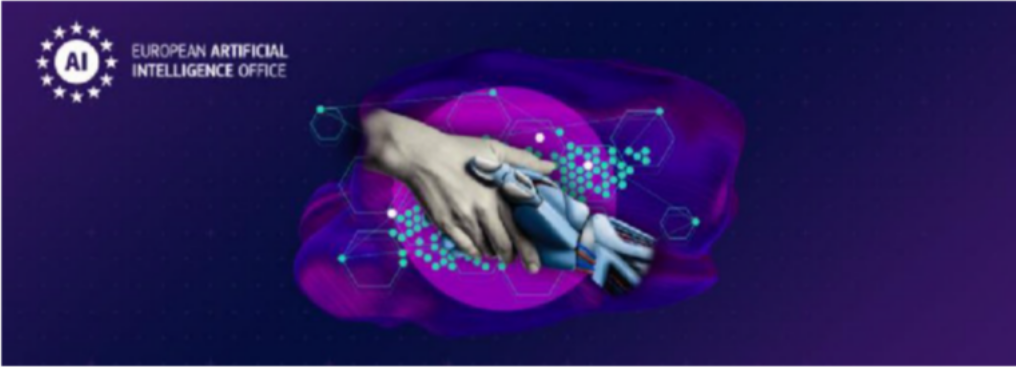 AI
EUROPEAN ARTIFICIAL
INTELLIGENCE OFFICE